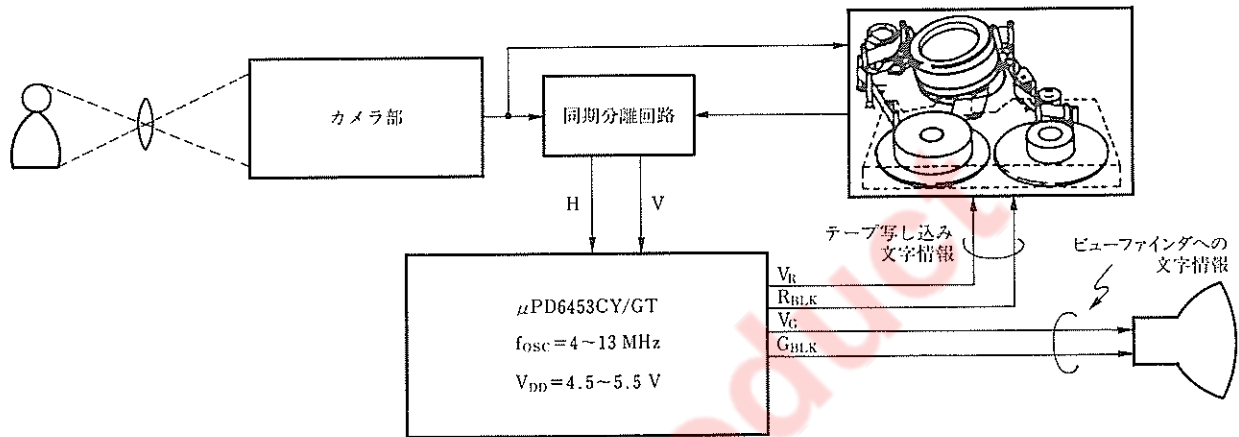 カメラ部
同期分離回路
H
V
テープ写し込み
文字情報
ビューファインダへの
文字情報
μPD6453CY/GT
fOSC=4~13 MHz
VDD=4.5~5.5 V
VR
RBLK
VG
GBLK